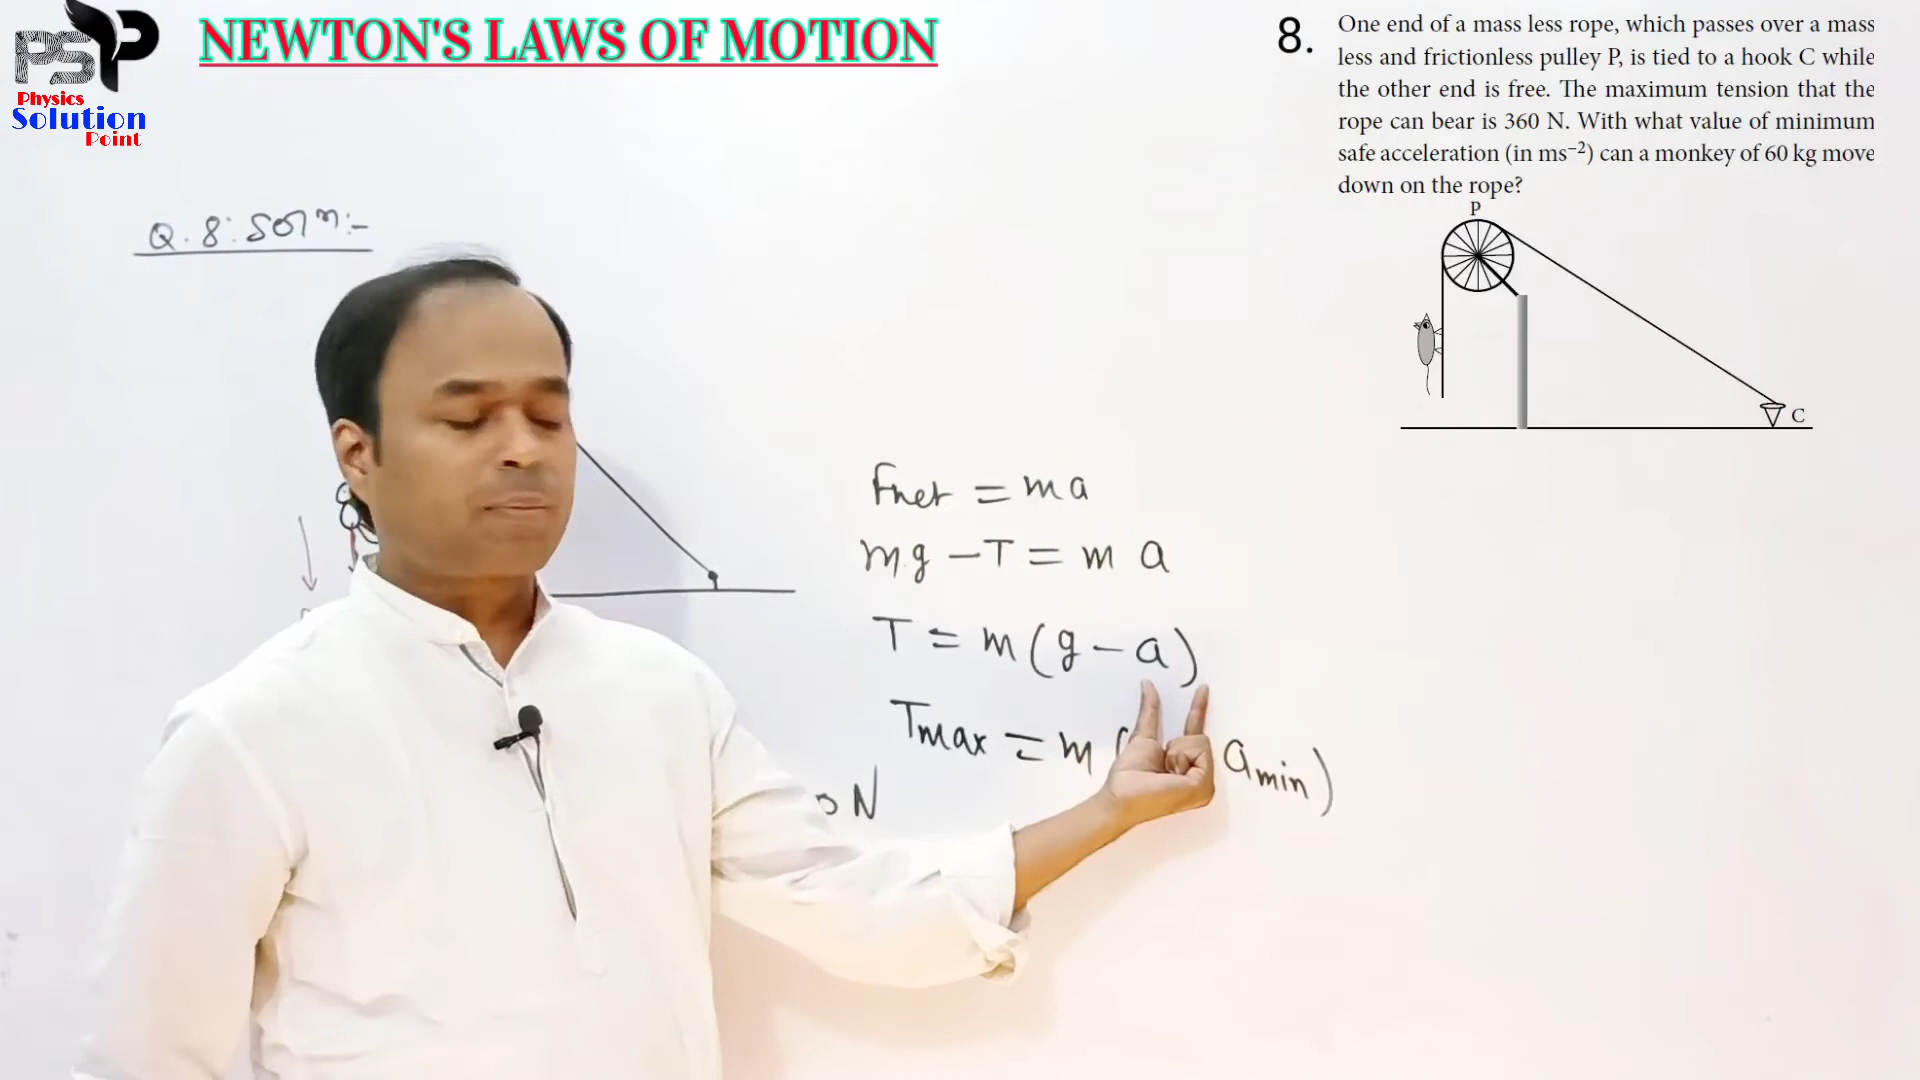 PSP
Physics
Solution
Point
NEWTON'S LAWS OF MOTION
8.
One end of a mass less rope, which passes over a mass
less and frictionless pulley P, is tied to a hook C while
the other end is free. The maximum tension that the
rope can bear is 360 N. With what value of minimum
safe acceleration (in ms⁻²) can a monkey of 60 kg move
down on the rope?
P
C
Q.8: Solⁿ:-
Fnet = ma
mg - T = m a
T = m(g - a)
Tmax = m ( amin)
N